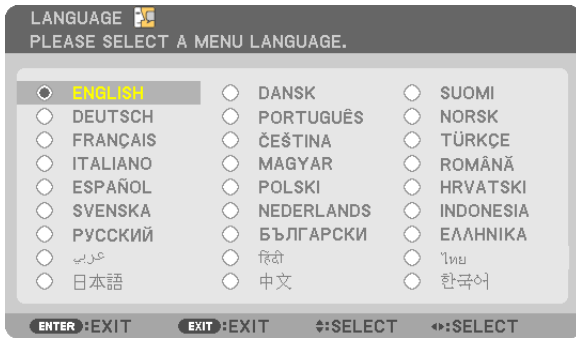 LANGUAGE
PLEASE SELECT A MENU LANGUAGE.
ENGLISH DANSK SUOMI
DEUTSCH PORTUGUÊS NORSK
FRANÇAIS ČEŠTINA TÜRKÇE
ITALIANO MAGYAR ROMÂNĂ
ESPAÑOL POLSKI HRVATSKI
SVENSKA NEDERLANDS INDONESIA
РУССКИЙ БЪЛГАРСКИ ΕΛΛΗΝΙΚΑ
عربي हिंदी ไทย
日本語 中文 한국어
ENTER :EXIT EXIT :EXIT :SELECT :SELECT